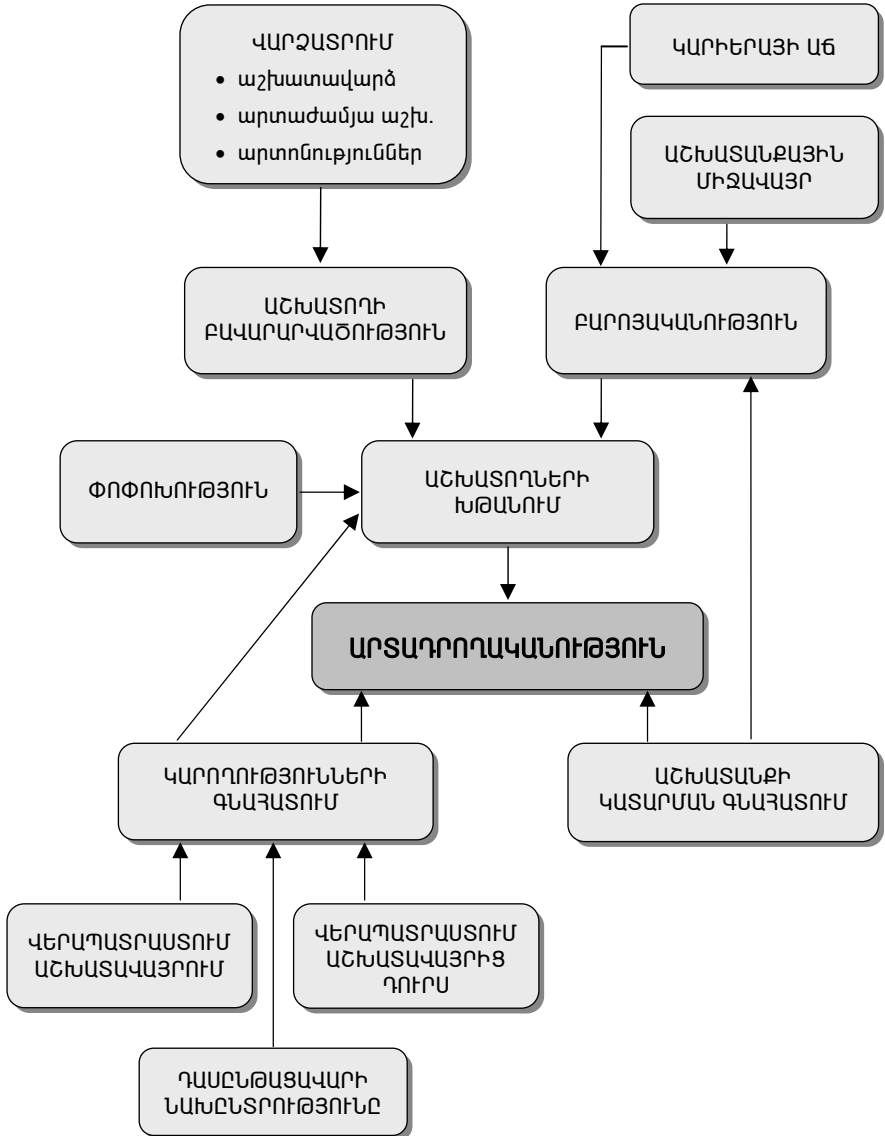 ՎԱՐՁԱՏՐՈՒՄ
• աշխատավարձ
• արտաժամյա աշխ.
• արտոնություններ
ԿԱՐԻԵՐԱՅԻ ԱՃ
ԱՇԽԱՏԱՆՔԱՅԻՆ
ՄԻՋԱՎԱՅՐ
ԱՇԽԱՏՈՂԻ
ԲԱՎԱՐԱՐՎԱԾՈՒԹՅՈՒՆ
ԲԱՐՈՅԱԿԱՆՈՒԹՅՈՒՆ
ՓՈՓՈԽՈՒԹՅՈՒՆ
ԱՇԽԱՏՈՂՆԵՐԻ
ԽԹԱՆՈՒՄ
ԱՐՏԱԴՐՈՂԱԿԱՆՈՒԹՅՈՒՆ
ԿԱՐՈՂՈՒԹՅՈՒՆՆԵՐԻ
ԳՆԱՀԱՏՈՒՄ
ԱՇԽԱՏԱՆՔԻ
ԿԱՏԱՐՄԱՆ ԳՆԱՀԱՏՈՒՄ
ՎԵՐԱՊԱՏՐԱՍՏՈՒՄ
ԱՇԽԱՏԱՎԱՅՐՈՒՄ
ՎԵՐԱՊԱՏՐԱՍՏՈՒՄ
ԱՇԽԱՏԱՎԱՅՐԻՑ
ԴՈՒՐՍ
ԴԱՍԸՆԹԱՑԱՎԱՐԻ
ՆԱԽԸՆՏՐՈՒԹՅՈՒՆԸ